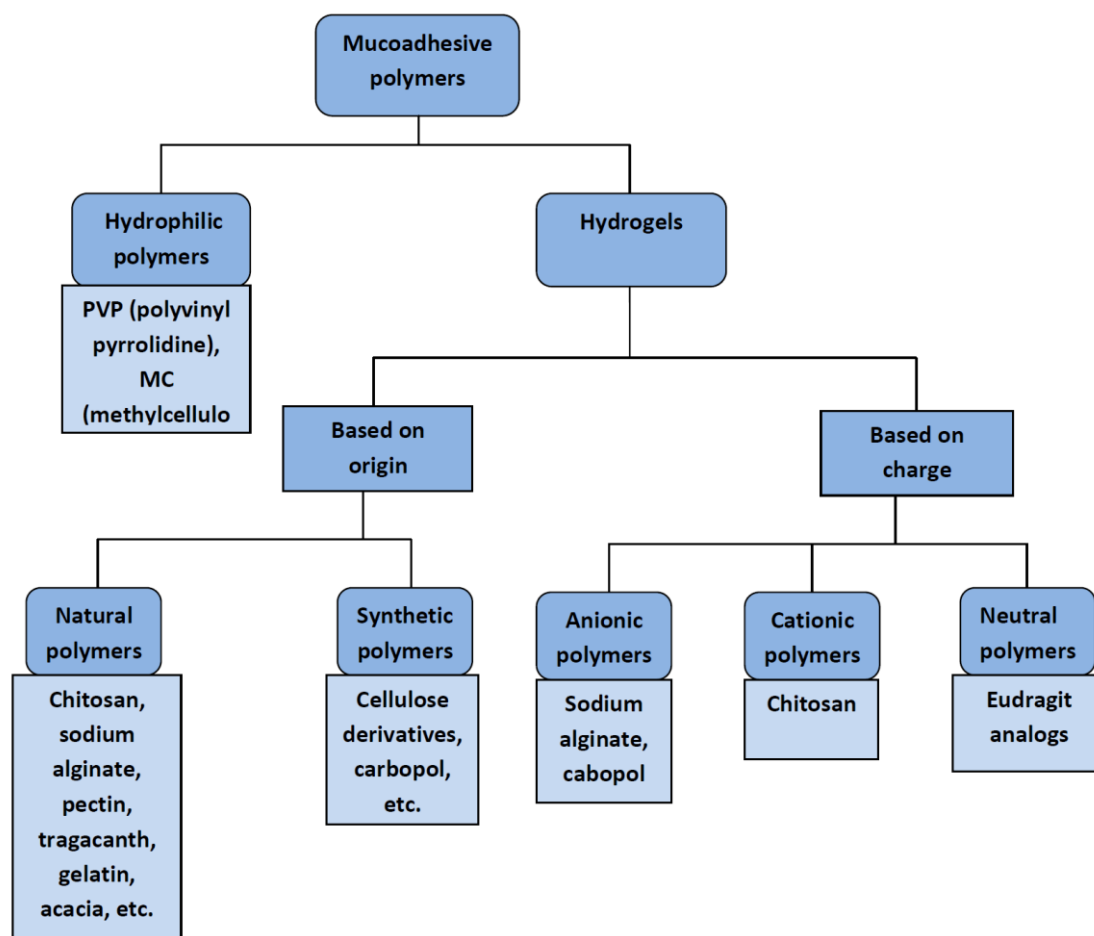 Mucoadhesive
polymers
Hydrophilic
polymers
Hydrogels
PVP (polyvinyl
pyrrolidine),
MC
(methylcellulo
Based on
origin
Based on
charge
Natural
polymers
Synthetic
polymers
Anionic
polymers
Cationic
polymers
Neutral
polymers
Chitosan,
sodium
alginate,
pectin,
tragacanth,
gelatin,
acacia, etc.
Cellulose
derivatives,
carbopol,
etc.
Sodium
alginate,
cabopol
Chitosan
Eudragit
analogs